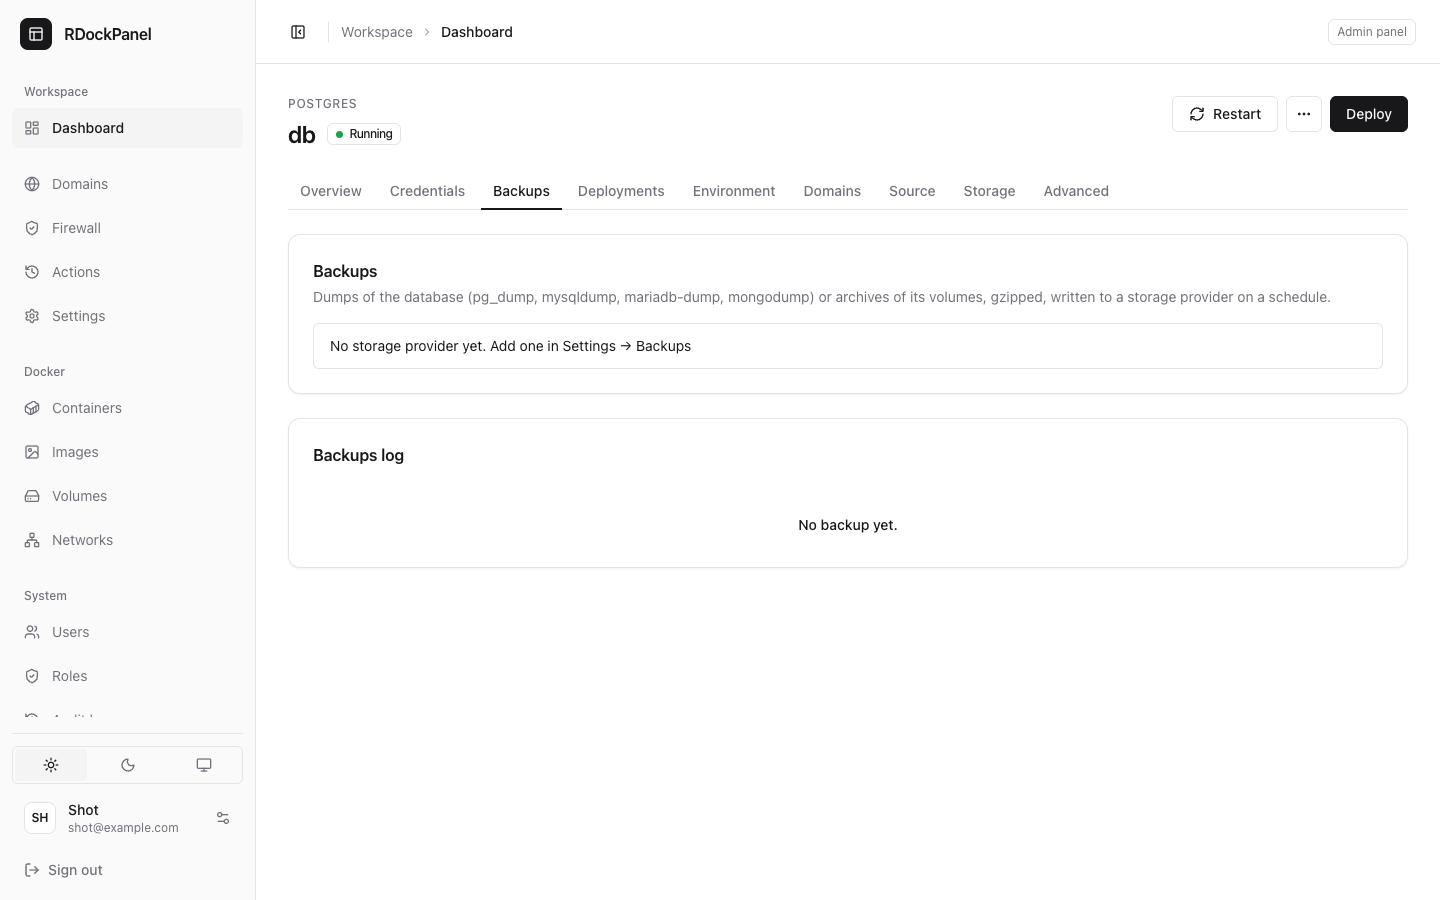 RDockPanel
Workspace
Dashboard
Domains
Firewall
Actions
Settings
Docker
Containers
Images
Volumes
Networks
System
Users
Roles
SH
Shot
shot@example.com
Sign out
Workspace > Dashboard
Admin panel
POSTGRES
db
Running
Restart
Deploy
Overview Credentials Backups Deployments Environment Domains Source Storage Advanced
Backups
Dumps of the database (pg_dump, mysqldump, mariadb-dump, mongodump) or archives of its volumes, gzipped, written to a storage provider on a schedule.
No storage provider yet. Add one in Settings → Backups
Backups log
No backup yet.